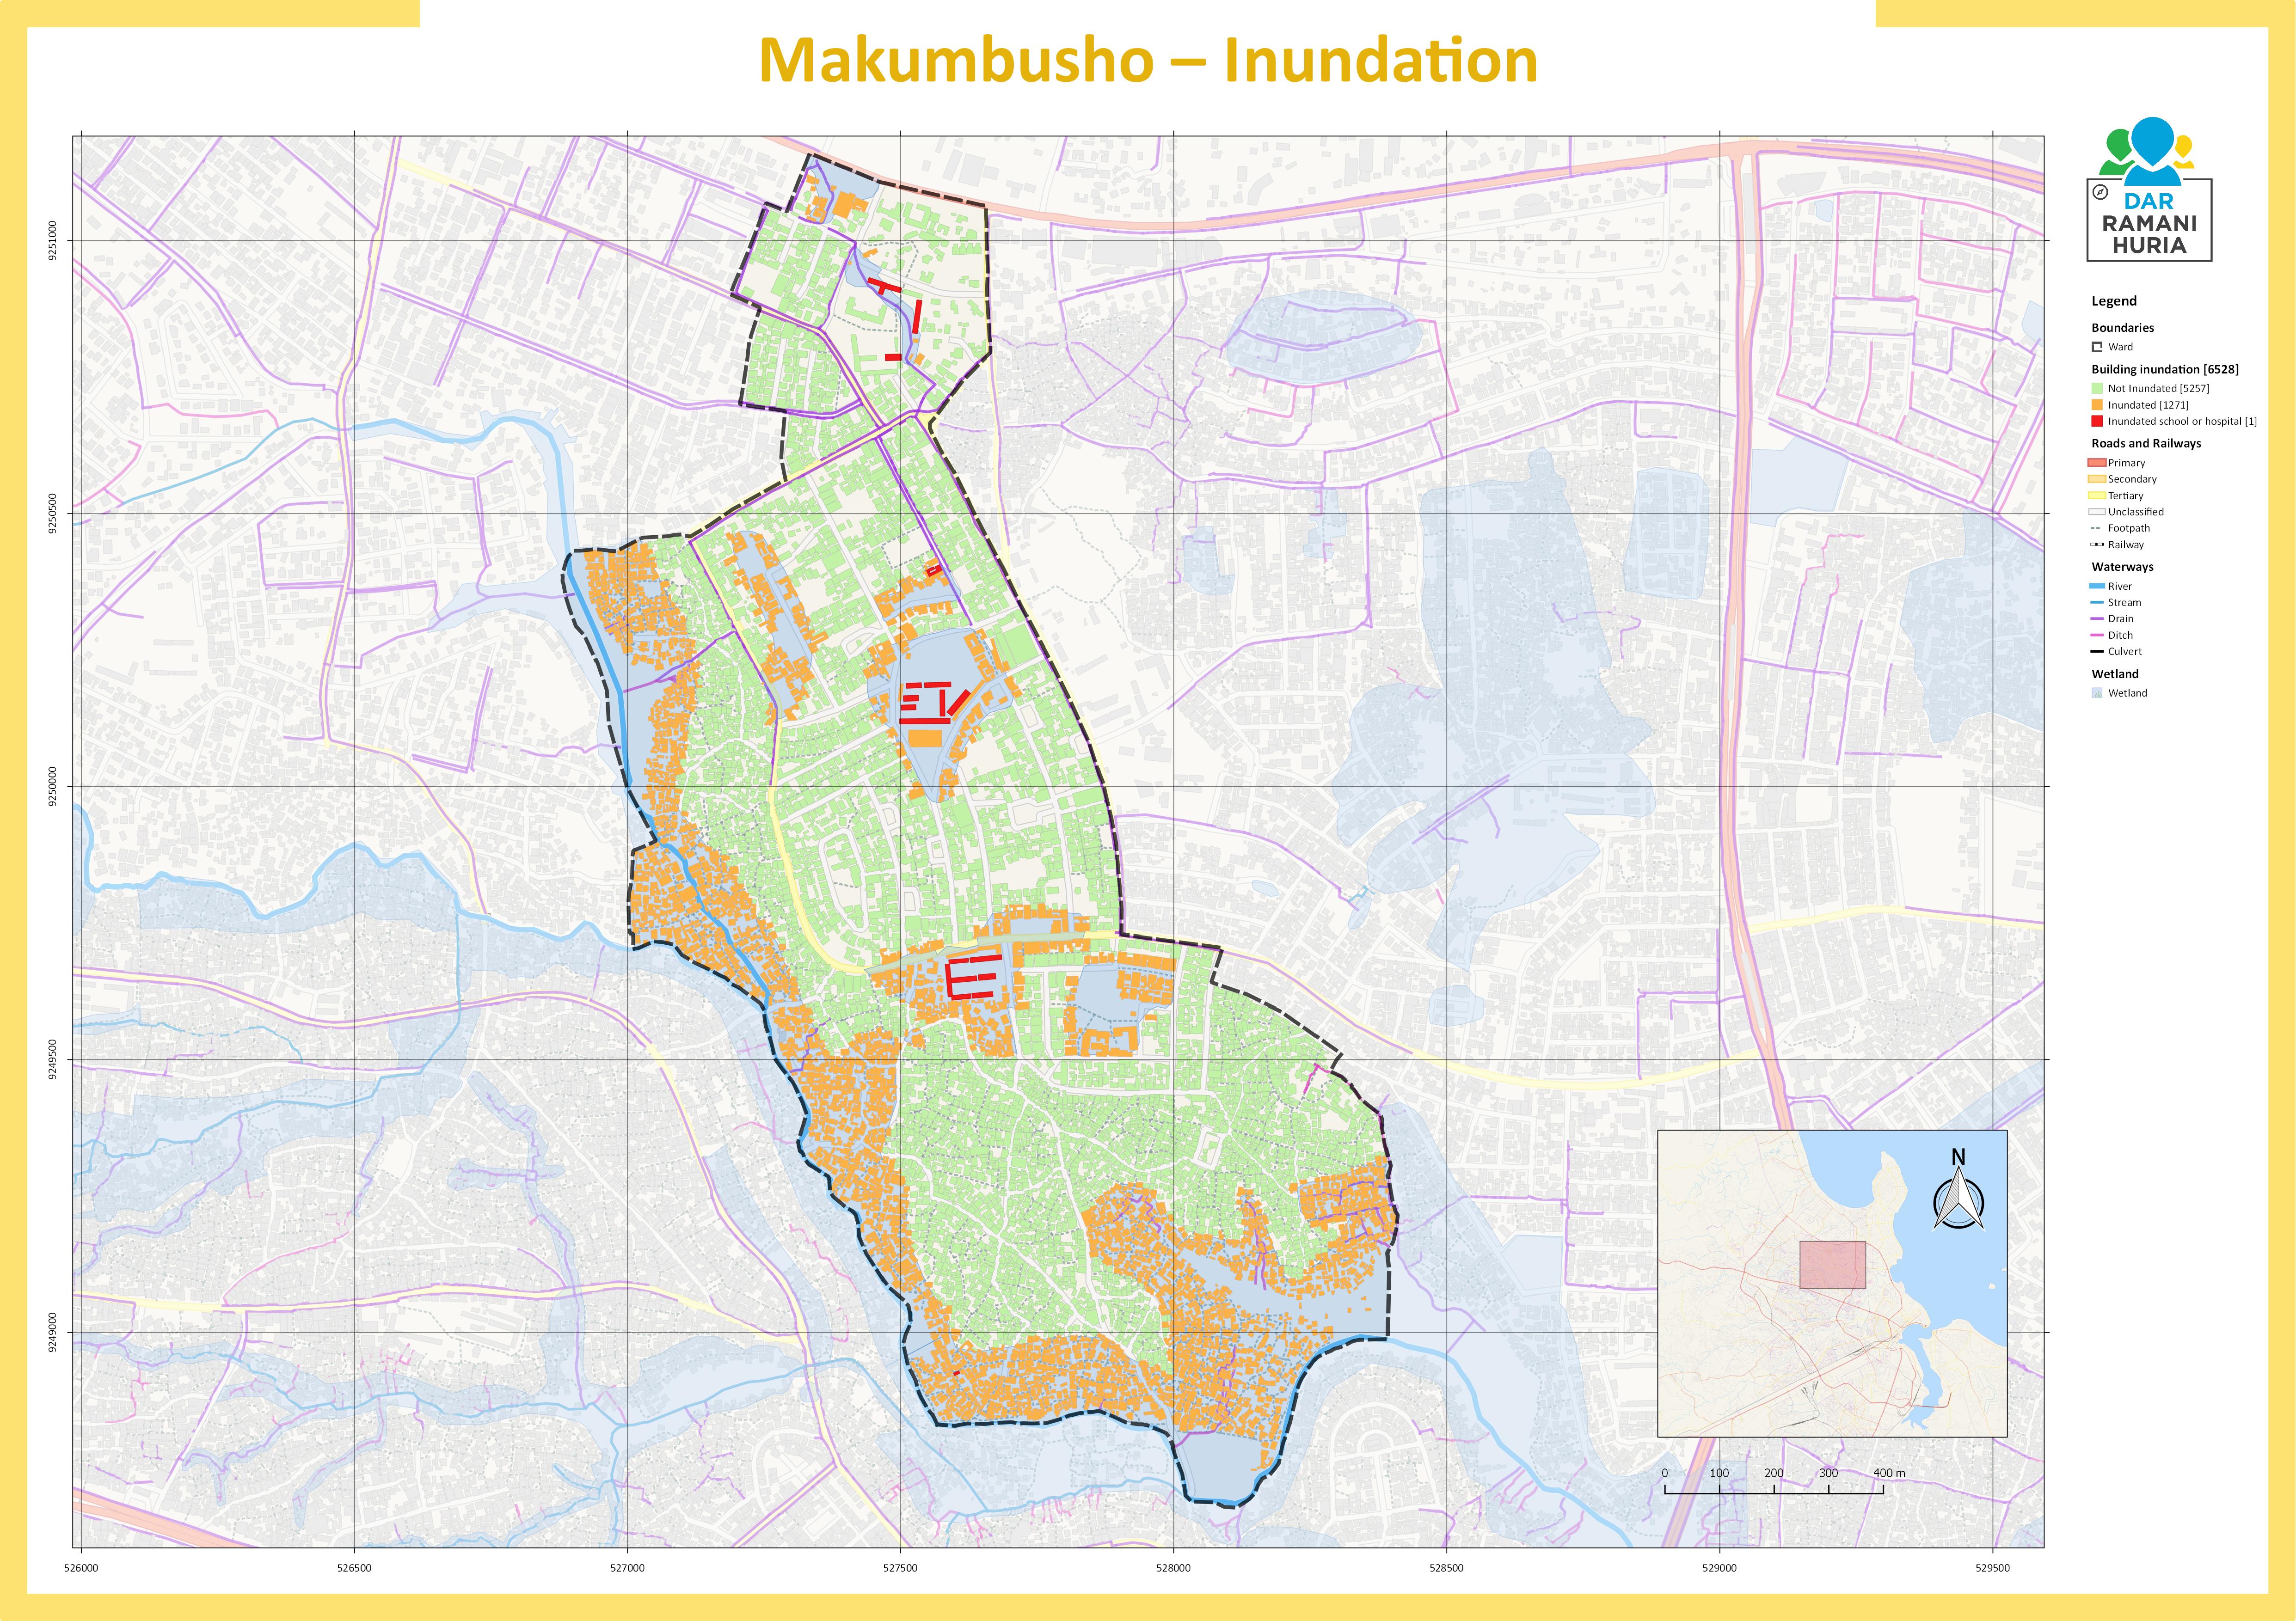 Makumbusho – Inundation
DAR
RAMANI
HURIA
Legend
Boundaries
Ward
Building inundation [6528]
Not Inundated [5257]
Inundated [1271]
Inundated school or hospital [1]
Roads and Railways
Primary
Secondary
Tertiary
Unclassified
Footpath
Railway
Waterways
River
Stream
Drain
Ditch
Culvert
Wetland
Wetland
9251000
9250500
9250000
9249500
9249000
N
0 100 200 300 400 m
526000 526500 527000 527500 528000 528500 529000 529500